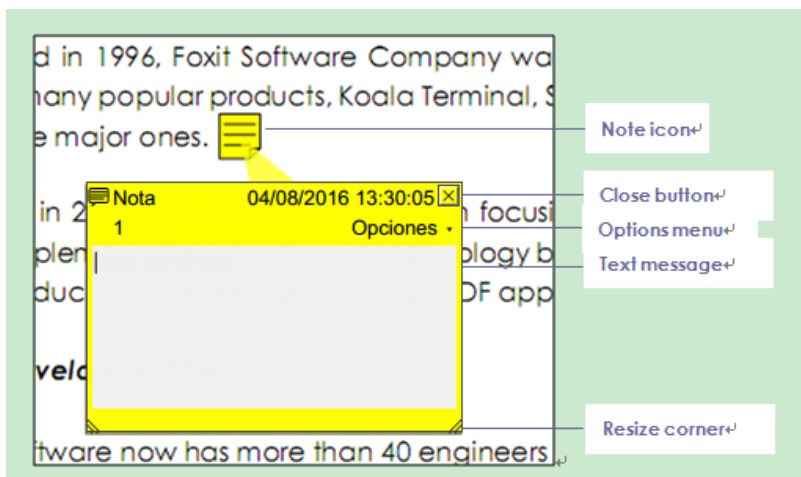 d in 1996, Foxit Software Company wa
any popular products, Koala Terminal, S
e major ones.
Note icon
Nota 04/08/2016 13:30:05
Close button
in 2 n focusi
1 Opciones
Options menu
plen ology b
Text message
duc DF app
velo
Resize corner
tware now has more than 40 engineers